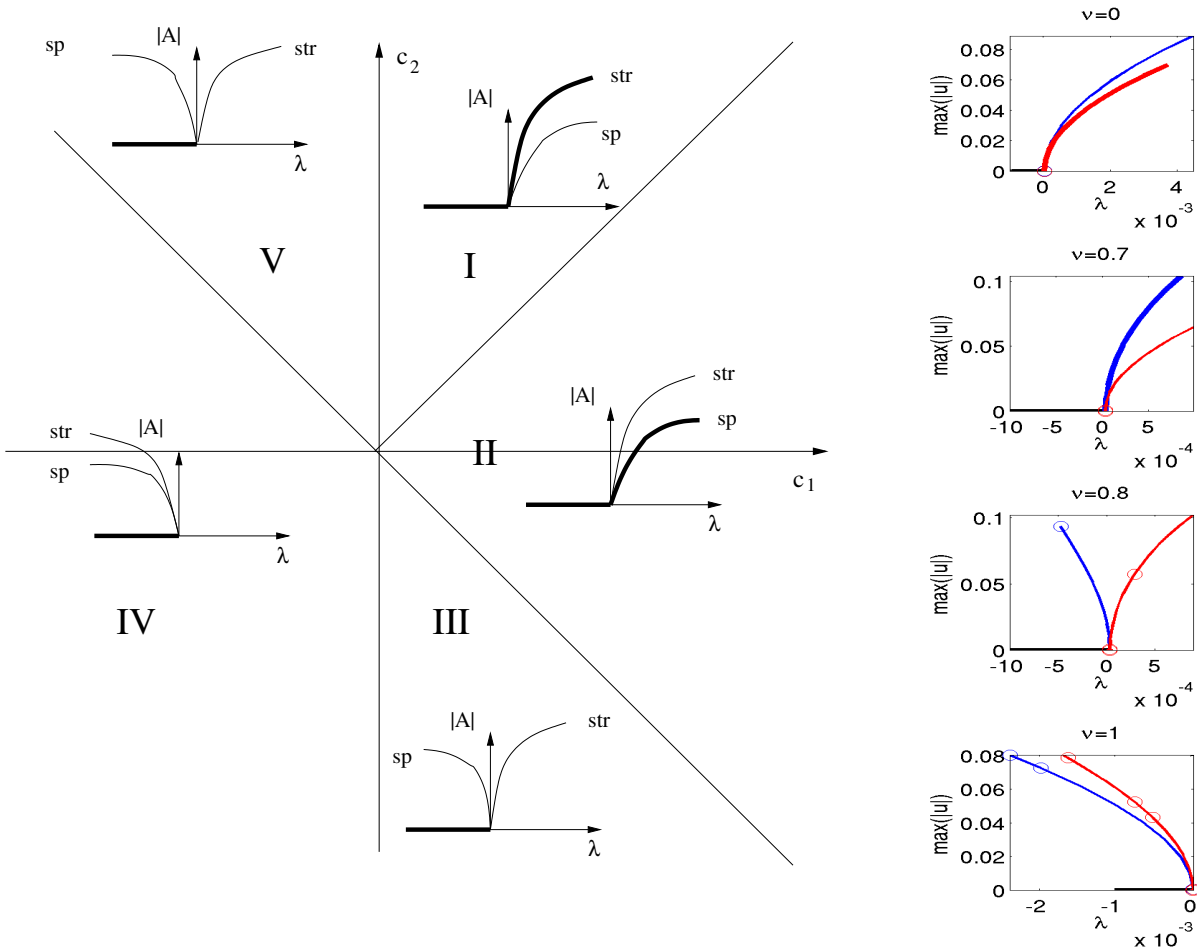 sp
|A|
str
λ
c2
|A|
str
sp
λ
V
I
|A|
str
sp
λ
II
c1
str
|A|
sp
λ
IV
III
|A|
str
sp
λ
ν=0
max(|u|)
0.08
0.06
0.04
0.02
0
0 2 4
λ
x 10⁻³
ν=0.7
max(|u|)
0.1
0.05
0
-10 -5 0 5
λ
x 10⁻⁴
ν=0.8
max(|u|)
0.1
0.05
0
-10 -5 0 5
λ
x 10⁻⁴
ν=1
max(|u|)
0.08
0.06
0.04
0.02
0
-2 -1 0
λ
x 10⁻³